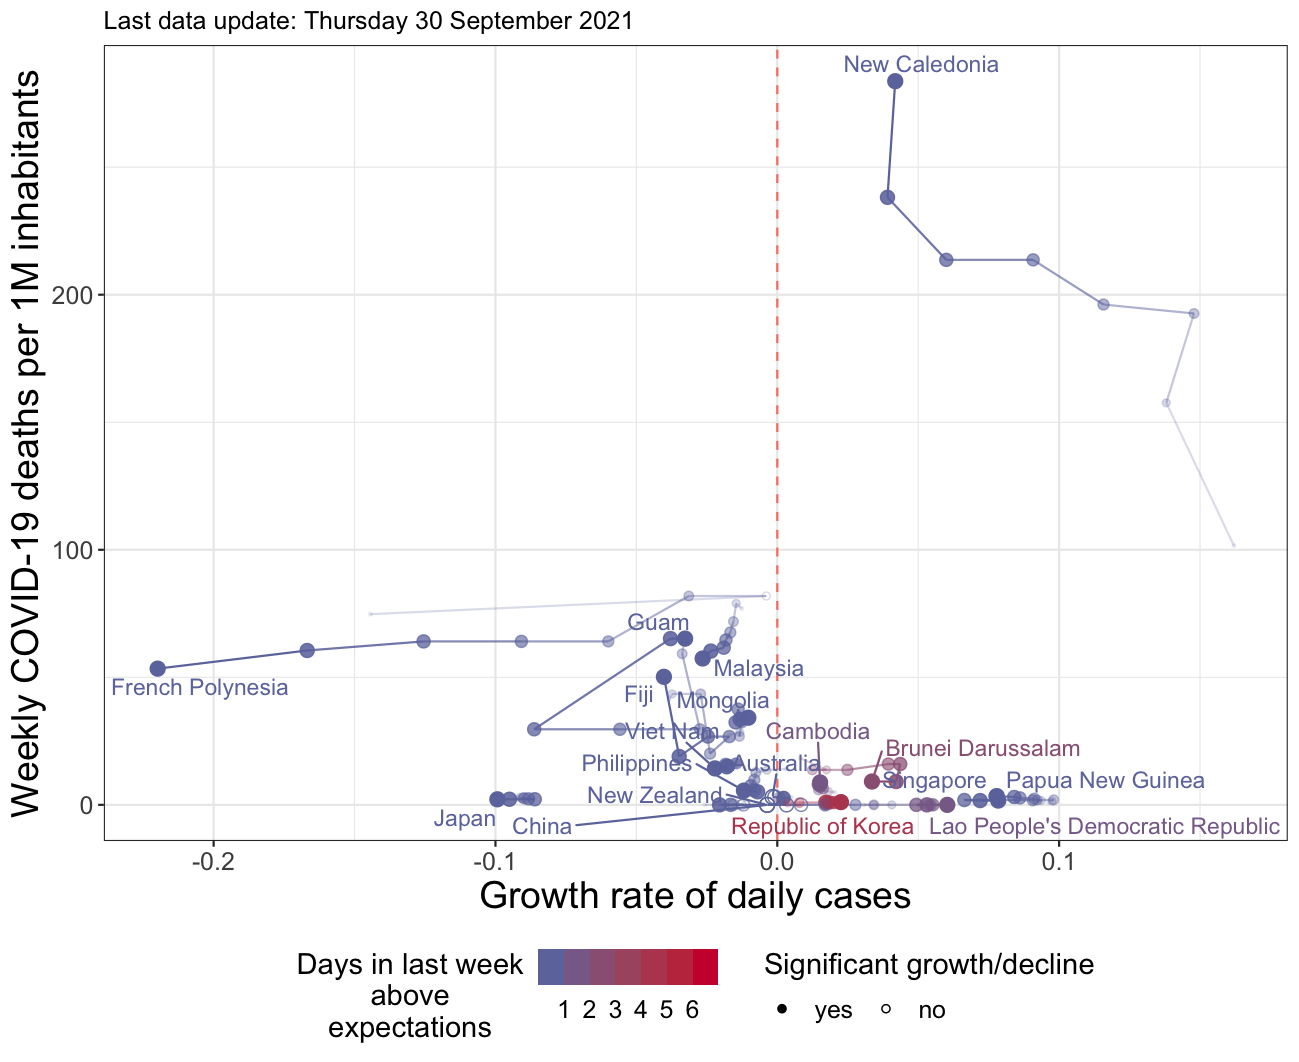 Last data update: Thursday 30 September 2021
Weekly COVID-19 deaths per 1M inhabitants
200
100
0
New Caledonia
Guam
Malaysia
French Polynesia
Fiji
Mongolia
Viet Nam
Cambodia
Brunei Darussalam
Philippines
Australia
Singapore
Papua New Guinea
New Zealand
Japan
China
Republic of Korea
Lao People's Democratic Republic
-0.2
-0.1
0.0
0.1
Growth rate of daily cases
Days in last week
above
expectations
1 2 3 4 5 6
Significant growth/decline
yes
no